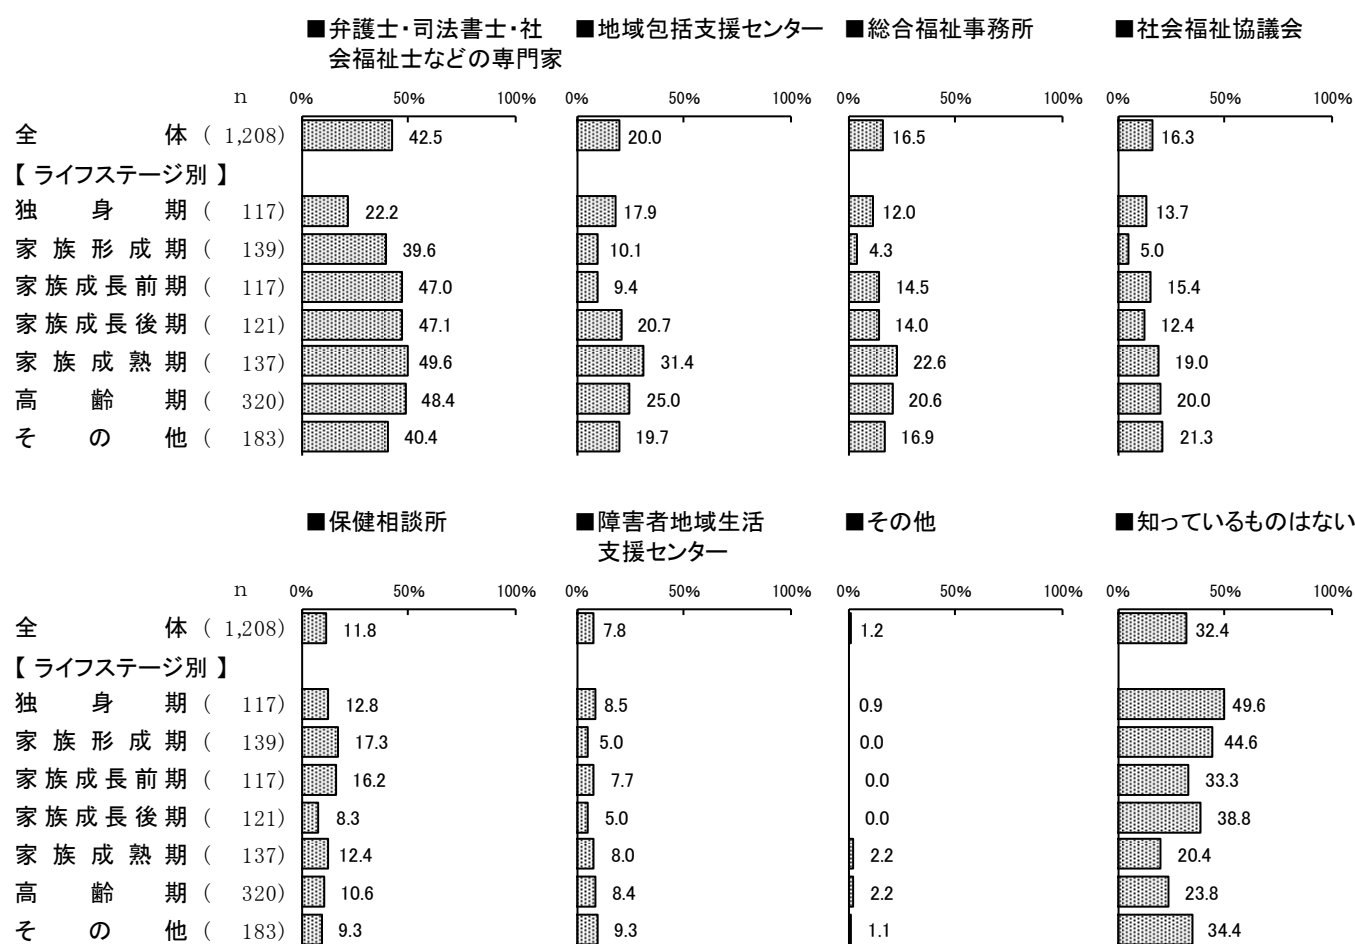 ■弁護士・司法書士・社
会福祉士などの専門家
■地域包括支援センター
■総合福祉事務所
■社会福祉協議会
n 0% 50% 100% 0% 50% 100% 0% 50% 100% 0% 50% 100%
全体 ( 1,208) 42.5 20.0 16.5 16.3
【 ライフステージ別 】
独身期 ( 117) 22.2 17.9 12.0 13.7
家族形成期 ( 139) 39.6 10.1 4.3 5.0
家族成長前期 ( 117) 47.0 9.4 14.5 15.4
家族成長後期 ( 121) 47.1 20.7 14.0 12.4
家族成熟期 ( 137) 49.6 31.4 22.6 19.0
高齢期 ( 320) 48.4 25.0 20.6 20.0
その他 ( 183) 40.4 19.7 16.9 21.3
■保健相談所
■障害者地域生活
支援センター
■その他
■知っているものはない
n 0% 50% 100% 0% 50% 100% 0% 50% 100% 0% 50% 100%
全体 ( 1,208) 11.8 7.8 1.2 32.4
【 ライフステージ別 】
独身期 ( 117) 12.8 8.5 0.9 49.6
家族形成期 ( 139) 17.3 5.0 0.0 44.6
家族成長前期 ( 117) 16.2 7.7 0.0 33.3
家族成長後期 ( 121) 8.3 5.0 0.0 38.8
家族成熟期 ( 137) 12.4 8.0 2.2 20.4
高齢期 ( 320) 10.6 8.4 2.2 23.8
その他 ( 183) 9.3 9.3 1.1 34.4